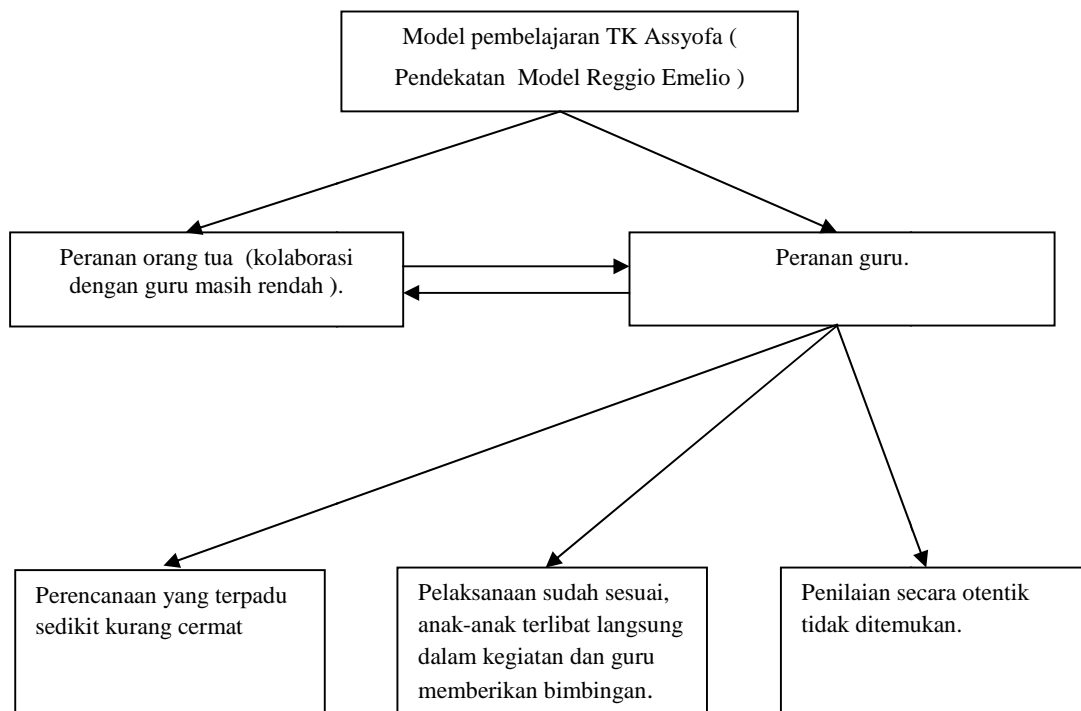 Model pembelajaran TK Assyofa (
Pendekatan Model Reggio Emelio )
Peranan orang tua (kolaborasi
dengan guru masih rendah ).
Peranan guru.
Perencanaan yang terpadu
sedikit kurang cermat
Pelaksanaan sudah sesuai,
anak-anak terlibat langsung
dalam kegiatan dan guru
memberikan bimbingan.
Penilaian secara otentik
tidak ditemukan.